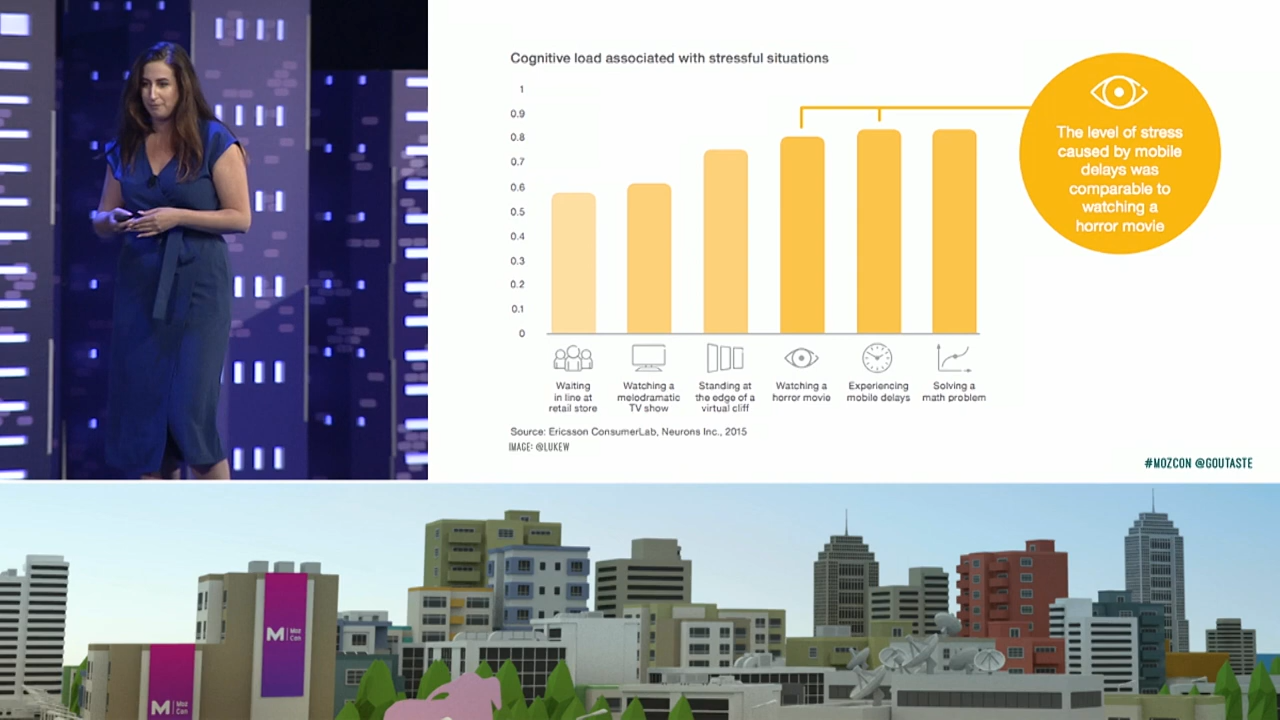 Cognitive load associated with stressful situations
1
0.9
0.8
0.7
0.6
0.5
0.4
0.3
0.2
0.1
0
Waiting
in line at
retail store
Watching a
melodramatic
TV show
Standing at
the edge of a
virtual cliff
Watching a
horror movie
Experiencing
mobile delays
Solving a
math problem
The level of stress
caused by mobile
delays was
comparable to
watching a
horror movie
Source: Ericsson ConsumerLab, Neurons Inc., 2015
IMAGE: @LUKEW
#MOZCON @GOUTASTE
M Moz
Con
M Moz
Con